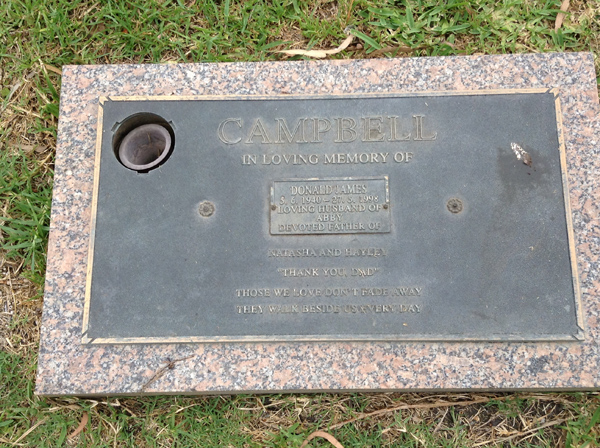 CAMPBELL
IN LOVING MEMORY OF
DONALD JAMES
LOVING HUSBAND OF
ABBY
DEVOTED FATHER OF
NATASHA AND HAYLEY
"THANK YOU, DAD"
THOSE WE LOVE DON'T FADE AWAY
THEY WALK BESIDE US EVERY DAY